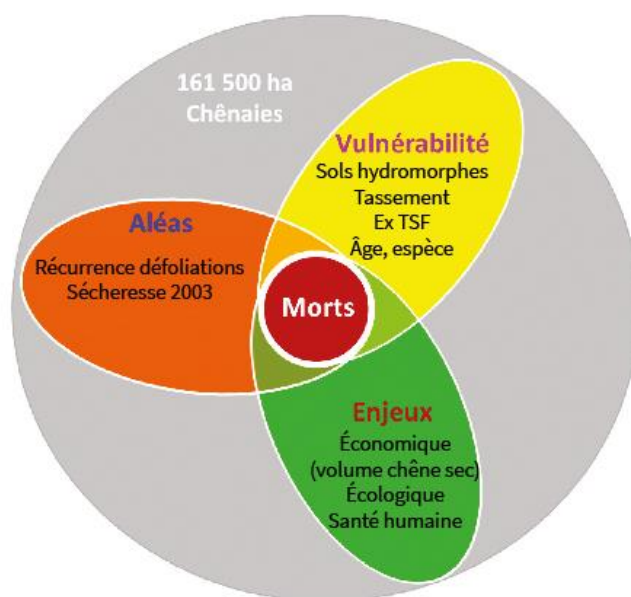 161 500 ha
Chênaies
Vulnérabilité
Sols hydromorphes
Tassement
Ex TSF
Âge, espèce
Aléas
Récurrence défoliations
Sécheresse 2003
Morts
Enjeux
Économique
(volume chêne sec)
Écologique
Santé humaine